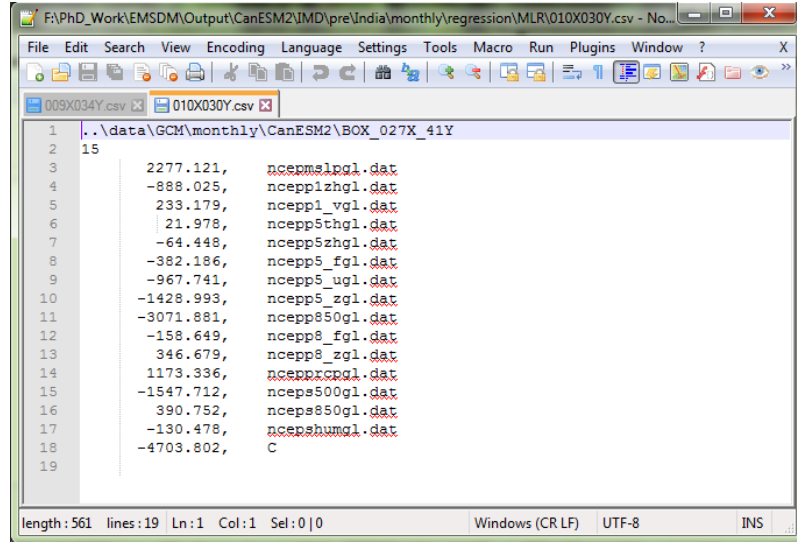 F:\PhD_Work\EMSDM\Output\CanESM2\IMD\pre\India\monthly\regression\MLR\010X030Y.csv - No...
File Edit Search View Encoding Language Settings Tools Macro Run Plugins Window ? X
009X034Y.csv 010X030Y.csv
1 ..\data\GCM\monthly\CanESM2\BOX_027X_41Y
2 15
3 2277.121, ncepmslpgl.dat
4 -888.025, ncepp1zhgl.dat
5 233.179, ncepp1_vgl.dat
6 21.978, ncepp5thgl.dat
7 -64.448, ncepp5zhgl.dat
8 -382.186, ncepp5_fgl.dat
9 -967.741, ncepp5_ugl.dat
10 -1428.993, ncepp5_zgl.dat
11 -3071.881, ncepp850gl.dat
12 -158.649, ncepp8_fgl.dat
13 346.679, ncepp8_zgl.dat
14 1173.336, ncepprcpgl.dat
15 -1547.712, nceps500gl.dat
16 390.752, nceps850gl.dat
17 -130.478, ncepshumgl.dat
18 -4703.802, C
19
length : 561 lines : 19 Ln : 1 Col : 1 Sel : 0 | 0 Windows (CR LF) UTF-8 INS